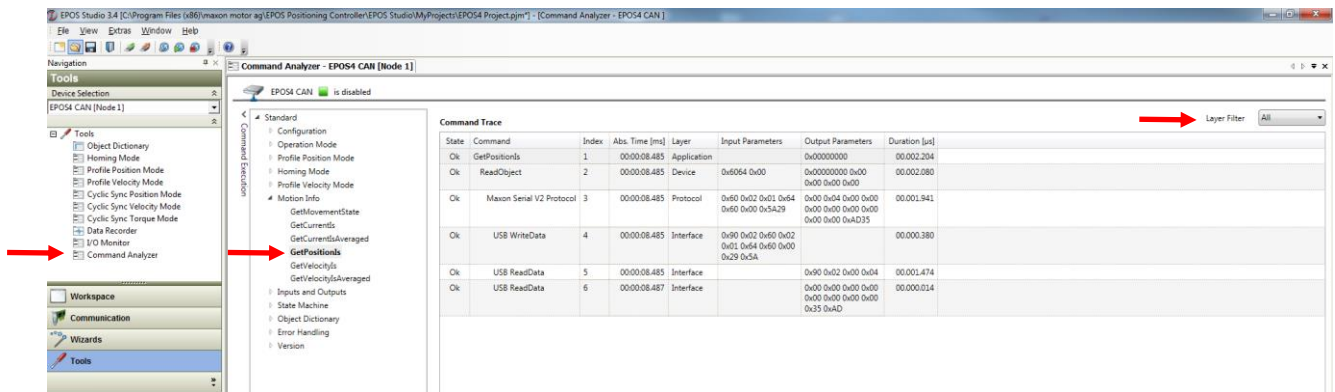 EPOS Studio 3.4 [C:\Program Files (x86)\maxon motor ag\EPOS Positioning Controller\EPOS Studio\MyProjects\EPOS4 Project.pjm*] - [Command Analyzer - EPOS4 CAN ]
File View Extras Window Help
Navigation
Command Analyzer - EPOS4 CAN [Node 1]
Tools
Device Selection
EPOS4 CAN [Node 1]
Tools
Object Dictionary
Homing Mode
Profile Position Mode
Profile Velocity Mode
Cyclic Sync Position Mode
Cyclic Sync Velocity Mode
Cyclic Sync Torque Mode
Data Recorder
I/O Monitor
Command Analyzer
Workspace
Communication
Wizards
Tools
EPOS4 CAN is disabled
Command Execution
Standard
Configuration
Operation Mode
Profile Position Mode
Homing Mode
Profile Velocity Mode
Motion Info
GetMovementState
GetCurrentIs
GetCurrentIsAveraged
GetPositionIs
GetVelocityIs
GetVelocityIsAveraged
Inputs and Outputs
State Machine
Object Dictionary
Error Handling
Version
Command Trace
Layer Filter All
State Command Index Abs. Time [ms] Layer Input Parameters Output Parameters Duration [µs]
Ok GetPositionIs 1 00:00:08.485 Application 0x00000000 00.002.204
Ok ReadObject 2 00:00:08.485 Device 0x6064 0x00 0x00000000 0x00 00.002.080
0x00 0x00 0x00
Ok Maxon Serial V2 Protocol 3 00:00:08.485 Protocol 0x60 0x02 0x01 0x64 0x00 0x04 0x00 0x00 00.001.941
0x60 0x00 0x5A29 0x00 0x00 0x00 0x00
0x00 0x00 0xAD35
Ok USB WriteData 4 00:00:08.485 Interface 0x90 0x02 0x60 0x02 00.000.380
0x01 0x64 0x60 0x00
0x29 0x5A
Ok USB ReadData 5 00:00:08.485 Interface 0x90 0x02 0x00 0x04 00.001.474
Ok USB ReadData 6 00:00:08.487 Interface 0x00 0x00 0x00 0x00 00.000.014
0x00 0x00 0x00 0x00
0x35 0xAD